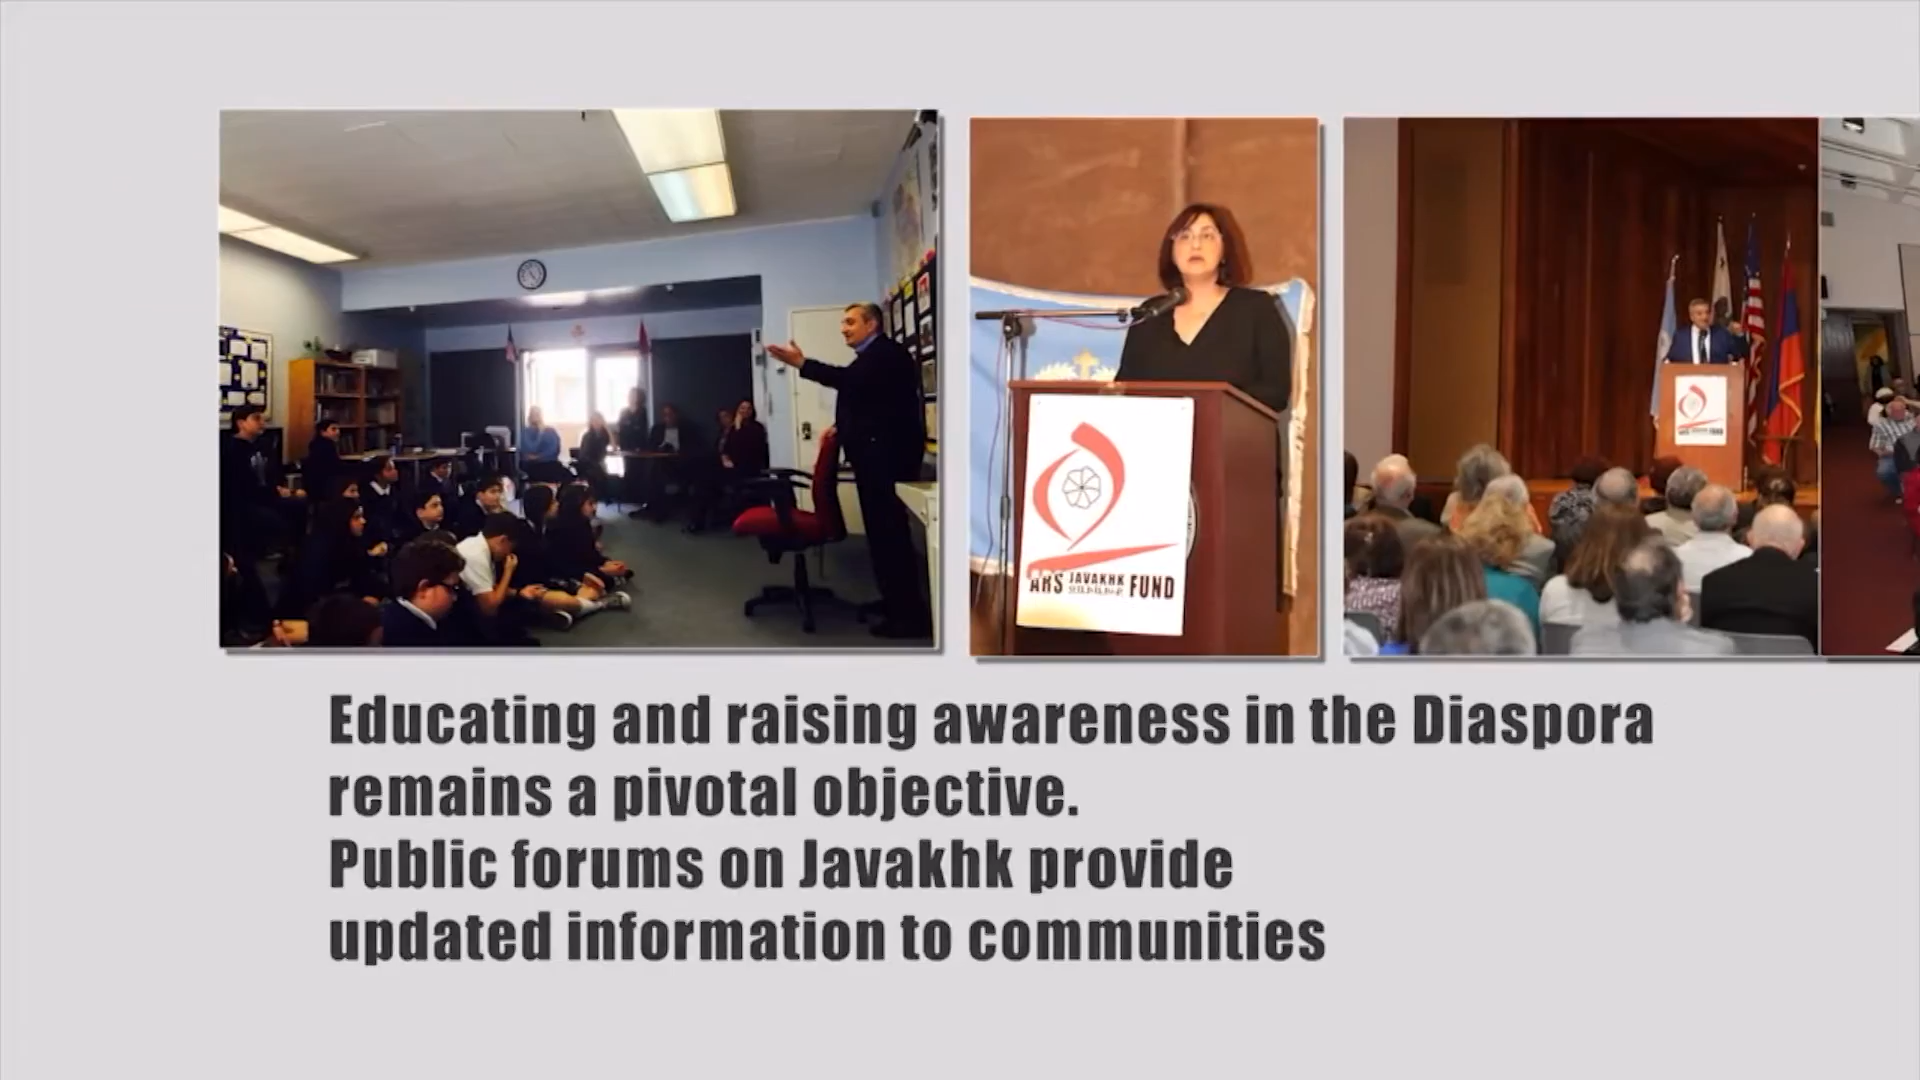 ARS JAVAKHK FUND
Educating and raising awareness in the Diaspora
remains a pivotal objective.
Public forums on Javakhk provide
updated information to communities